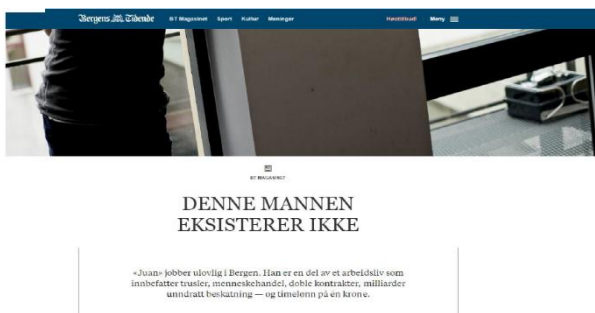 Bergens Tidende BT Magasinet Sport Kultur Meninger Høsttilbud! Meny
BT MAGASINET
DENNE MANNEN
EKSISTERER IKKE
«Juan» jobber ulovlig i Bergen. Han er en del av et arbeidsliv som
innbefatter trusler, menneskehandel, doble kontrakter, milliarder
unndratt beskatning — og timelønn på én krone.